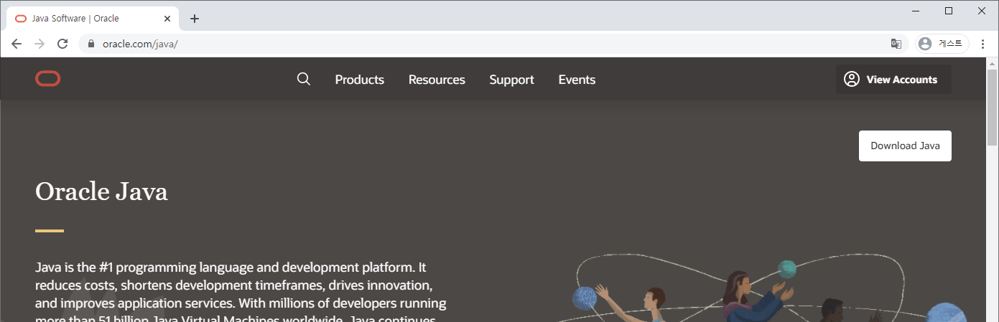 Java Software | Oracle
oracle.com/java/
게스트
Products Resources Support Events View Accounts
Download Java
Oracle Java
Java is the #1 programming language and development platform. It
reduces costs, shortens development timeframes, drives innovation,
and improves application services. With millions of developers running
more than 51 billion Java Virtual Machines worldwide, Java continues